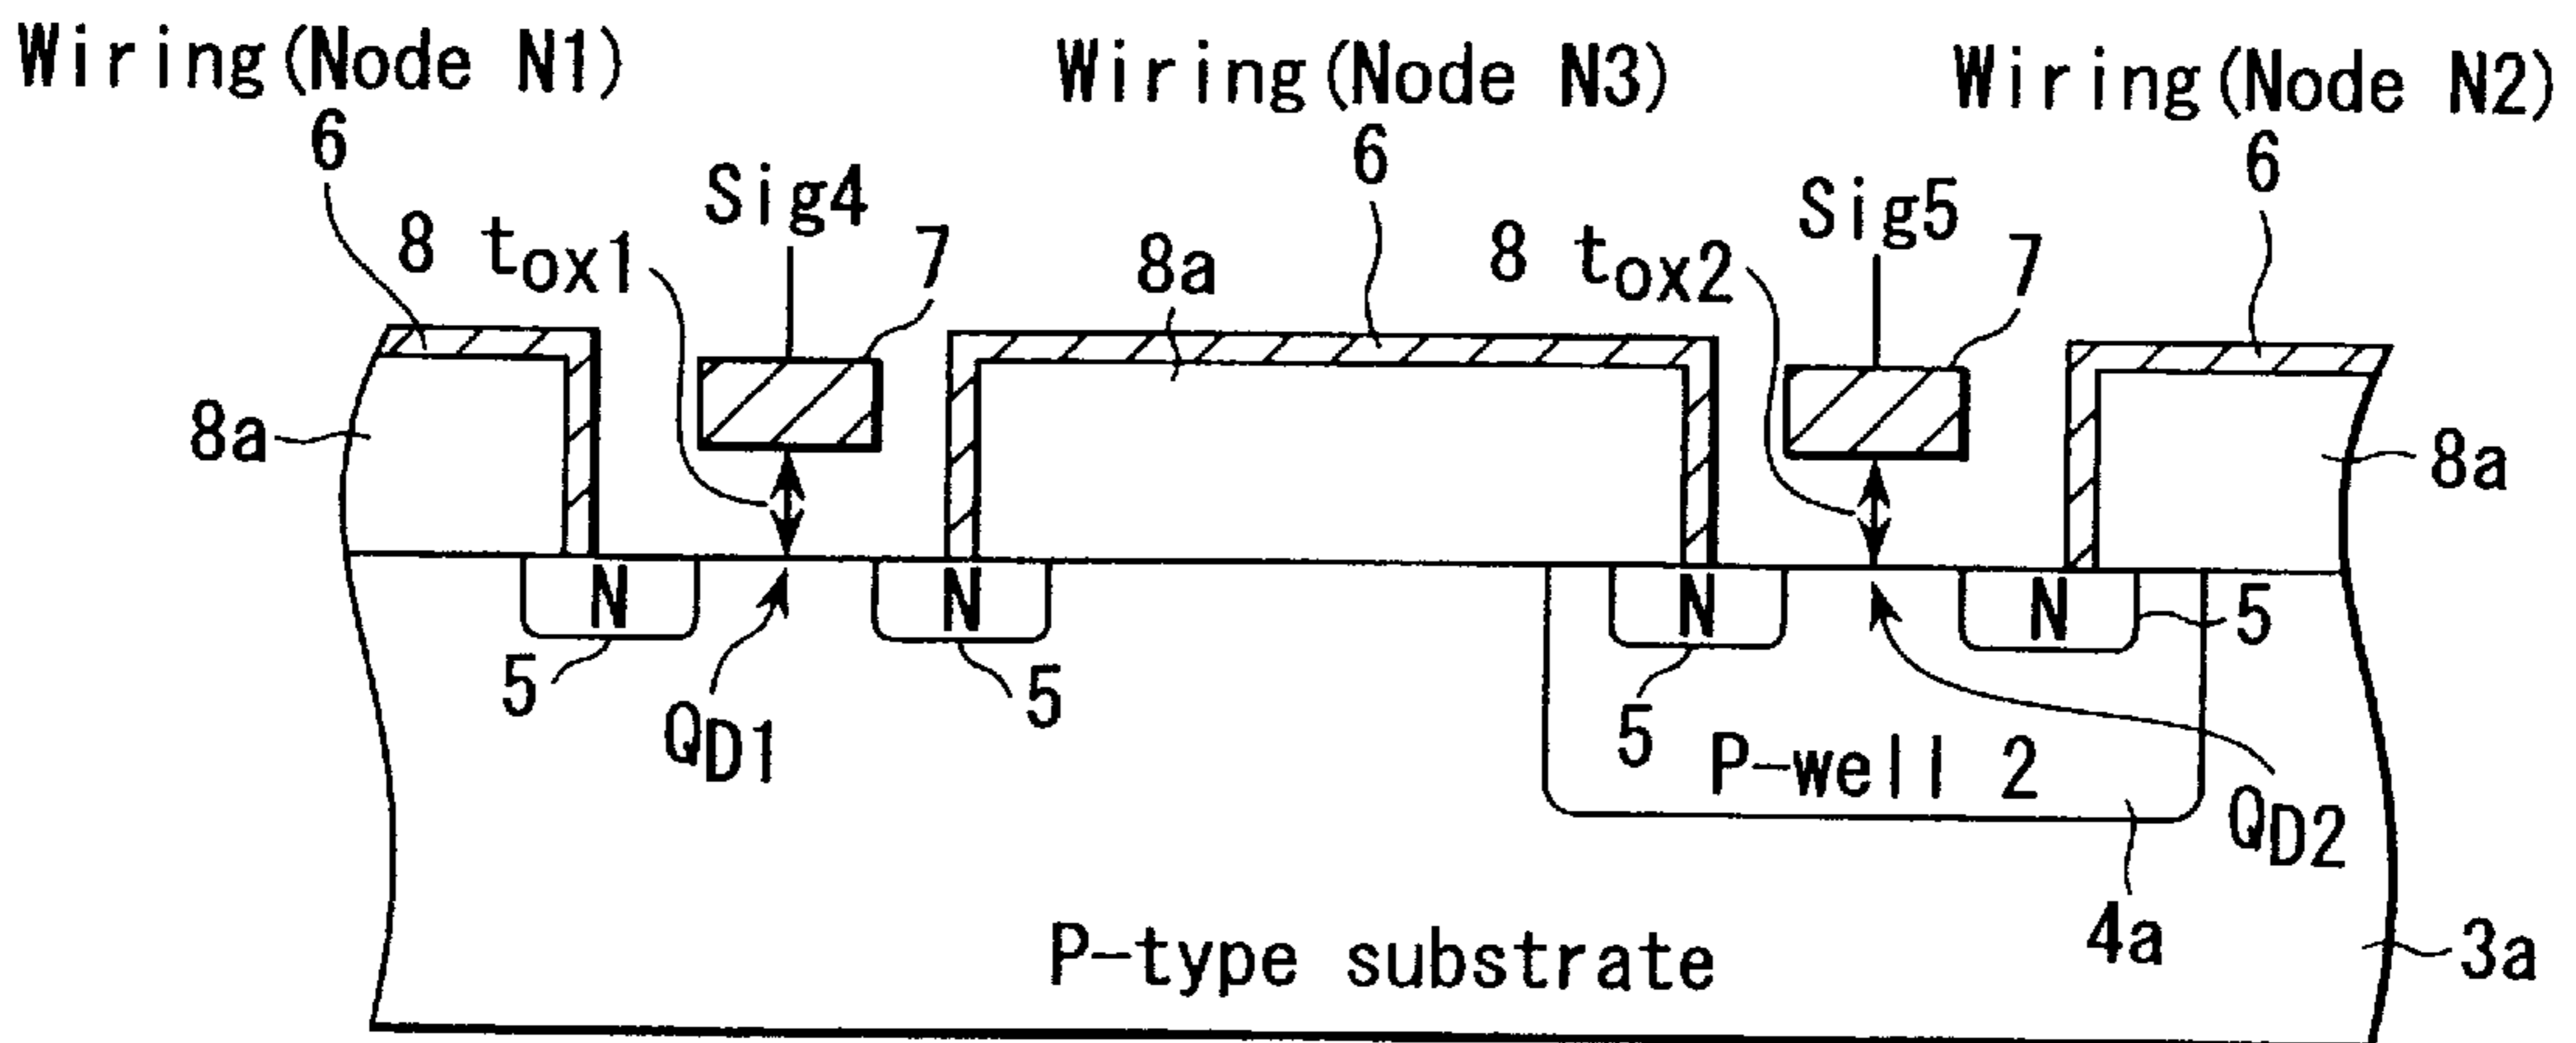 Wiring(Node N1)
Wiring(Node N3)
Wiring(Node N2)
6
6
6
Sig4
Sig5
8 tox1
7
8a
8 tox2
7
8a
8a
N
N
N
N
5
5
5
5
QD1
P-well 2
QD2
4a
P-type substrate
3a